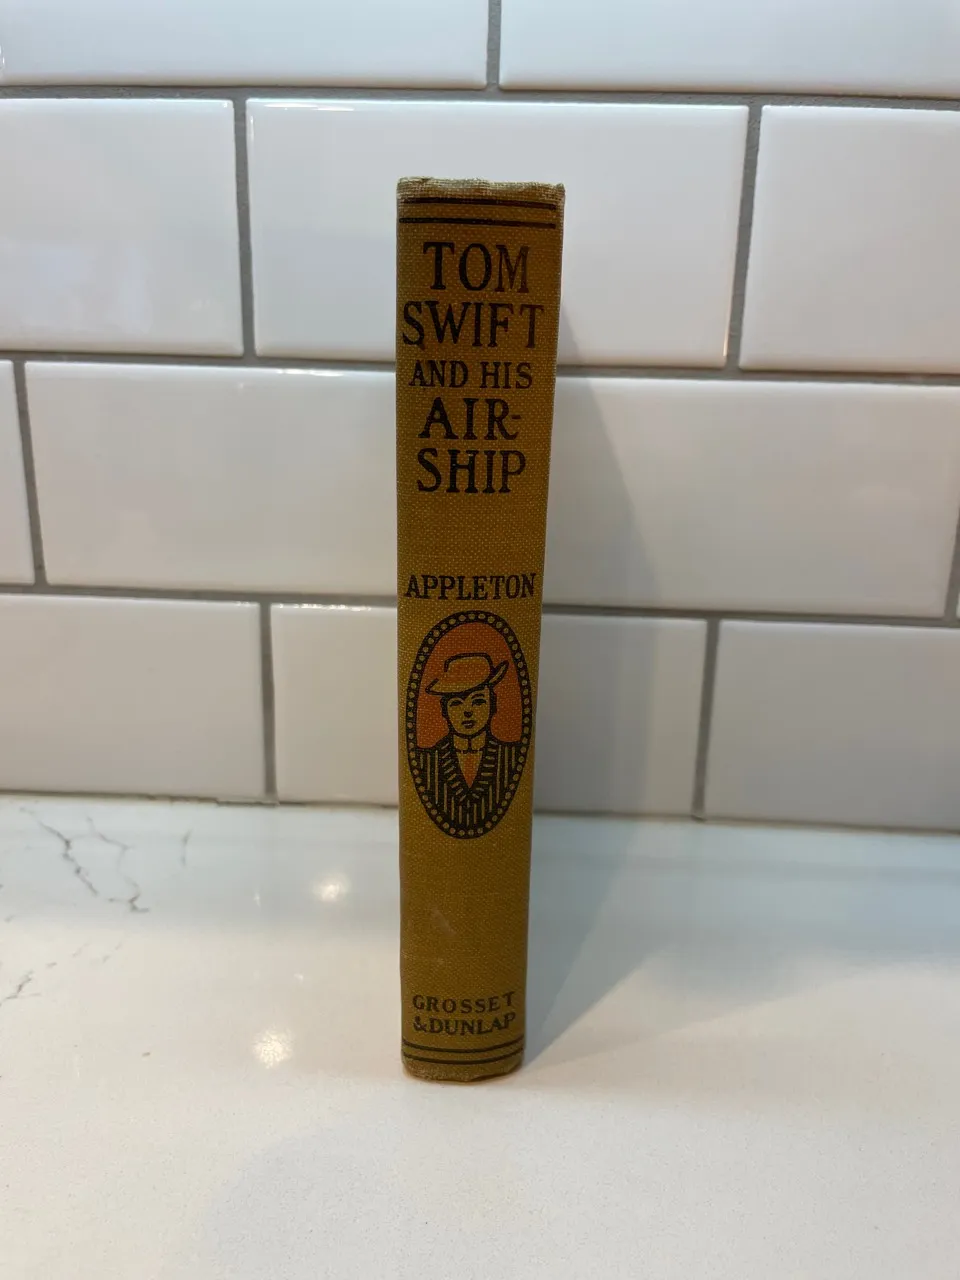 TOM
SWIFT
AND HIS
AIR-
SHIP
APPLETON
GROSSET
& DUNLAP